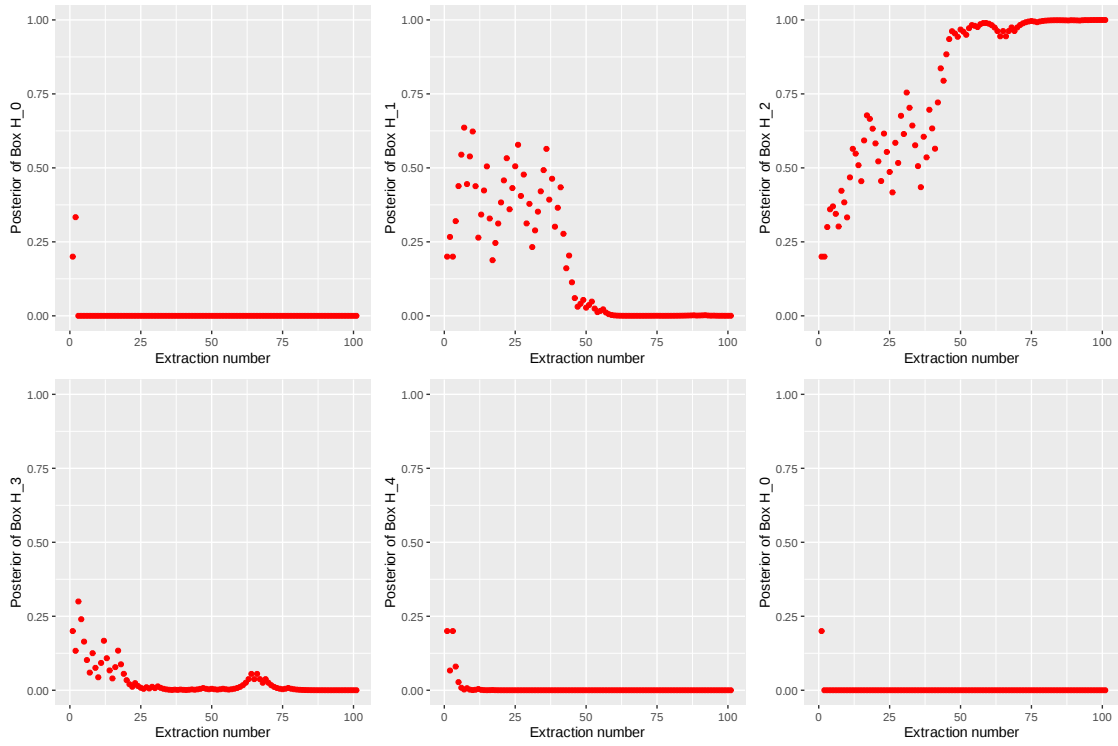 Posterior of Box H_0
1.00
0.75
0.50
0.25
0.00
0 25 50 75 100
Extraction number
Posterior of Box H_1
1.00
0.75
0.50
0.25
0.00
0 25 50 75 100
Extraction number
Posterior of Box H_2
1.00
0.75
0.50
0.25
0.00
0 25 50 75 100
Extraction number
Posterior of Box H_3
1.00
0.75
0.50
0.25
0.00
0 25 50 75 100
Extraction number
Posterior of Box H_4
1.00
0.75
0.50
0.25
0.00
0 25 50 75 100
Extraction number
Posterior of Box H_0
1.00
0.75
0.50
0.25
0.00
0 25 50 75 100
Extraction number